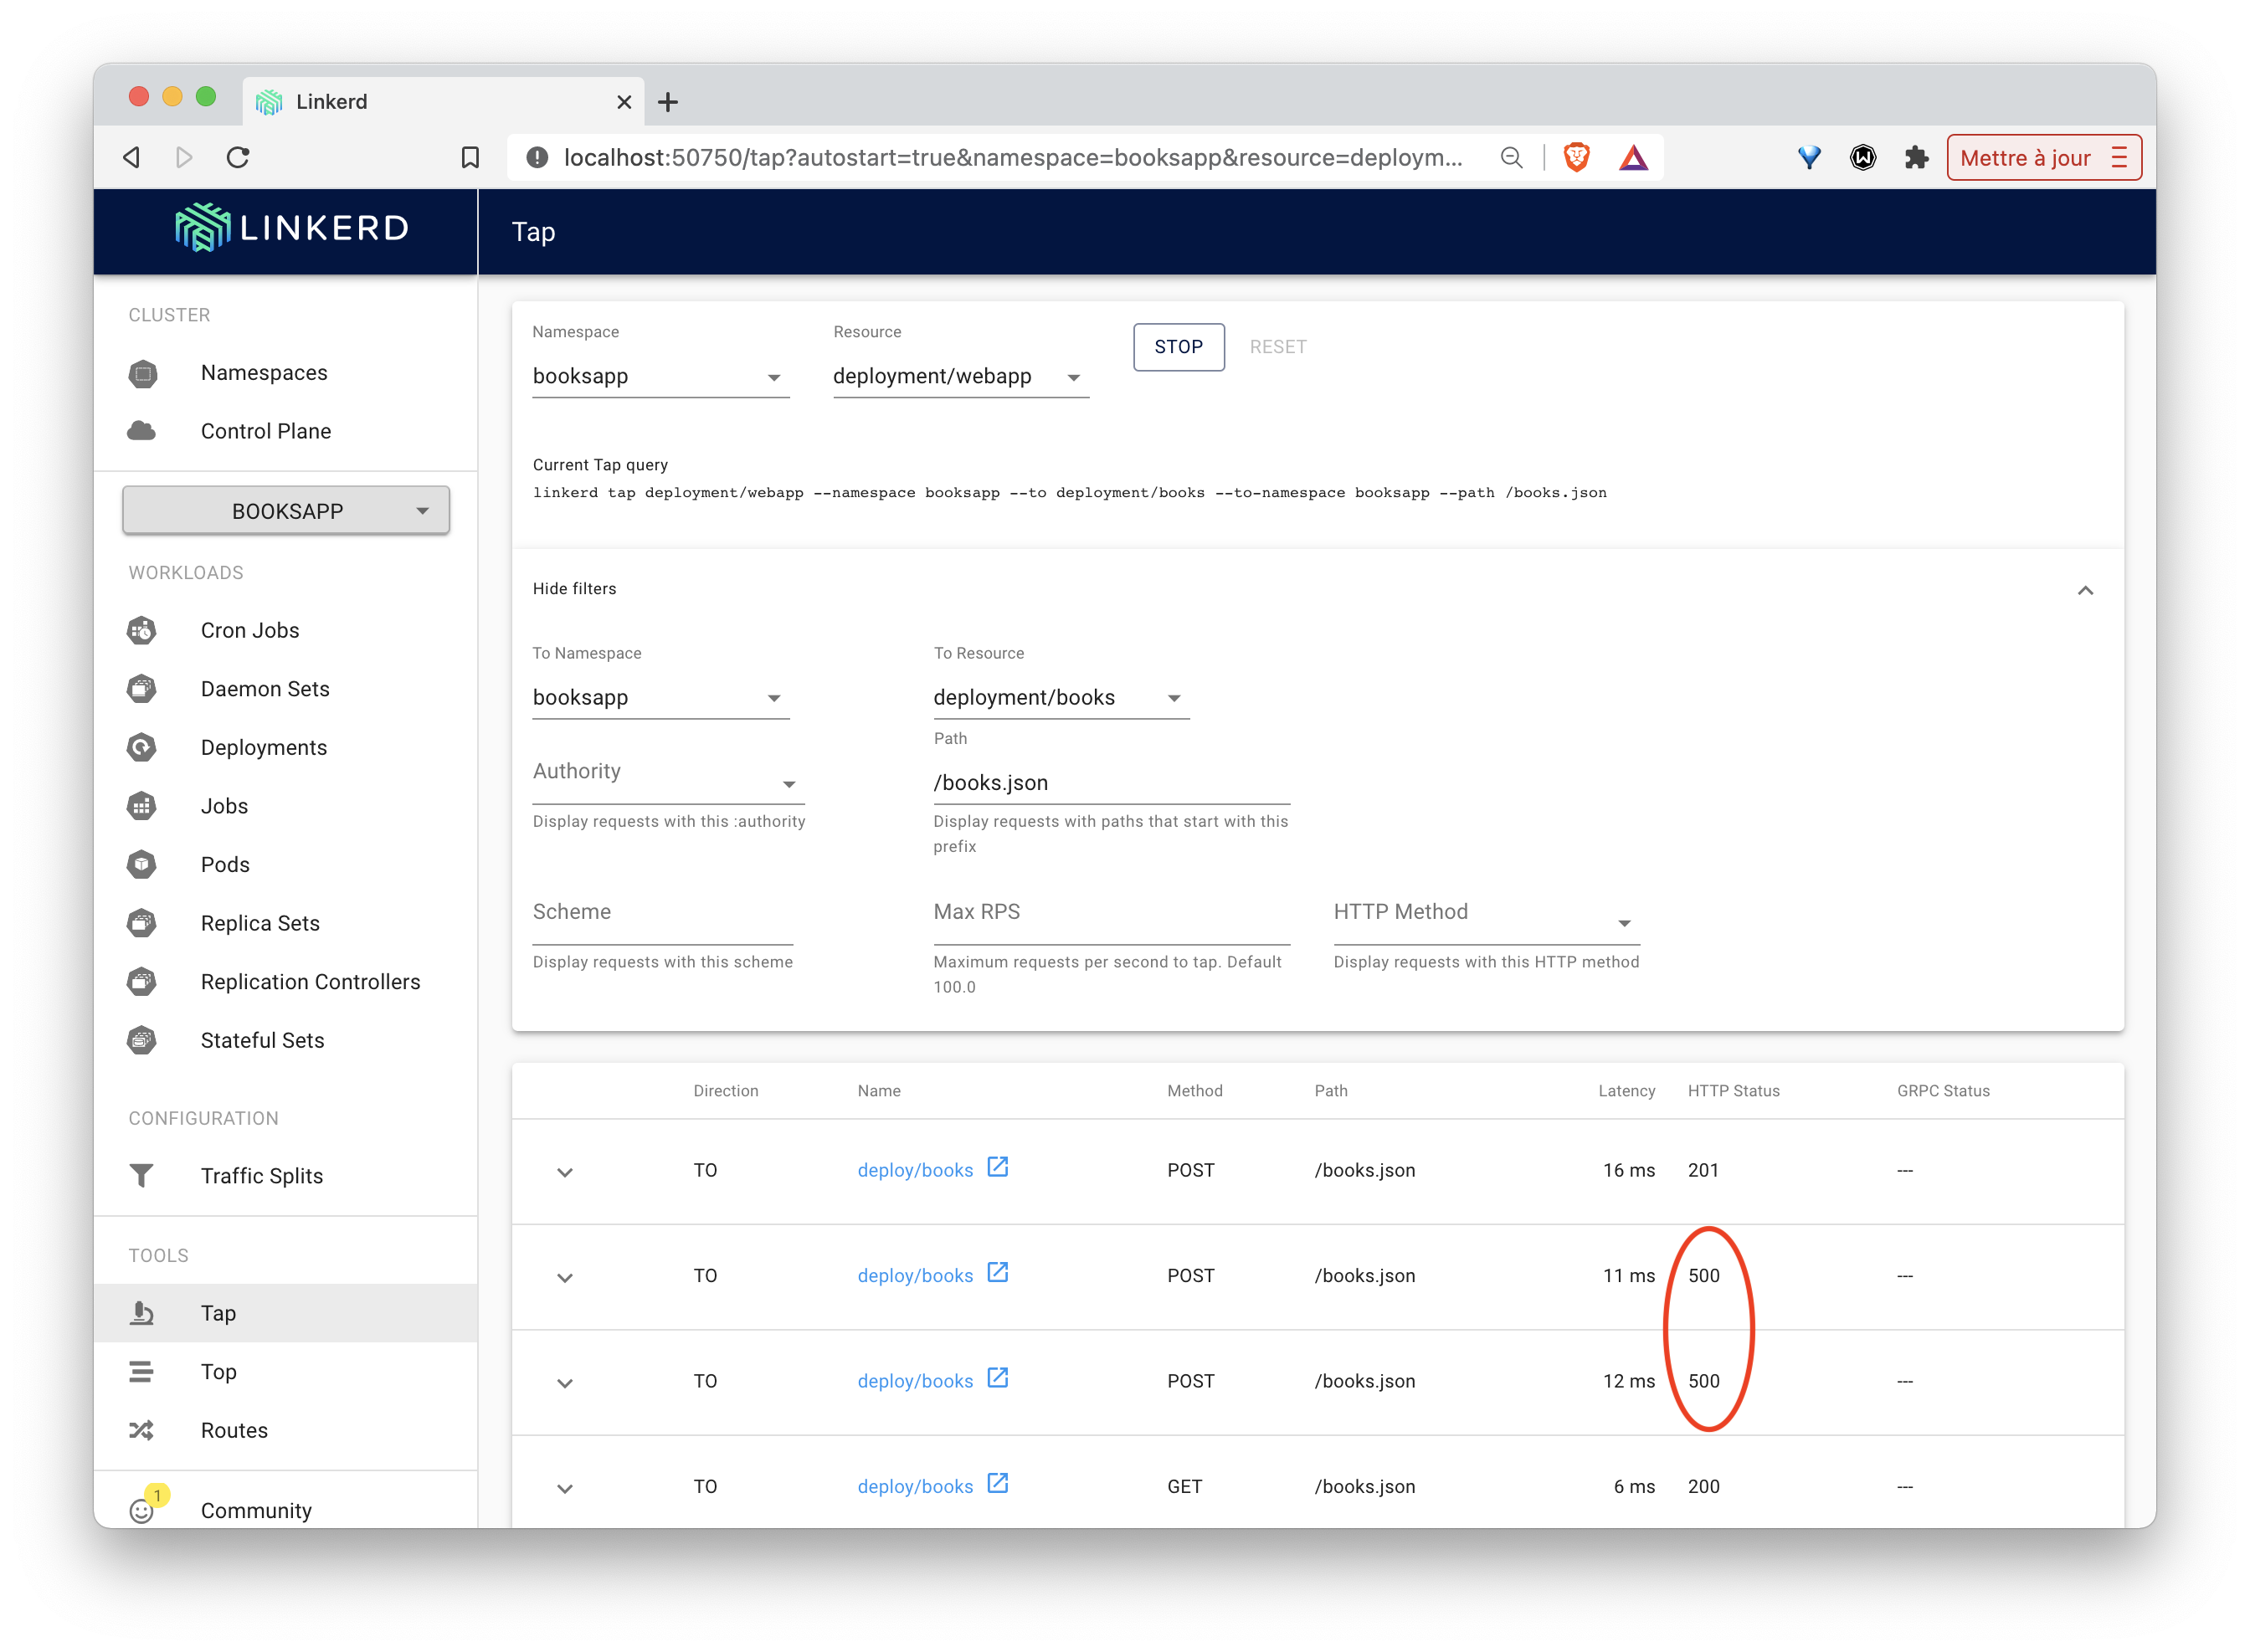 Linkerd
localhost:50750/tap?autostart=true&namespace=booksapp&resource=deploym...
Mettre à jour
LINKERD
Tap
CLUSTER
Namespaces
Control Plane
BOOKSAPP
WORKLOADS
Cron Jobs
Daemon Sets
Deployments
Jobs
Pods
Replica Sets
Replication Controllers
Stateful Sets
CONFIGURATION
Traffic Splits
TOOLS
Tap
Top
Routes
1
Community
Namespace
booksapp
Resource
deployment/webapp
STOP
RESET
Current Tap query
linkerd tap deployment/webapp --namespace booksapp --to deployment/books --to-namespace booksapp --path /books.json
Hide filters
To Namespace
booksapp
To Resource
deployment/books
Authority
Display requests with this :authority
Path
/books.json
Display requests with paths that start with this
prefix
Scheme
Display requests with this scheme
Max RPS
Maximum requests per second to tap. Default
100.0
HTTP Method
Display requests with this HTTP method
Direction Name Method Path Latency HTTP Status GRPC Status
TO deploy/books POST /books.json 16 ms 201 ---
TO deploy/books POST /books.json 11 ms 500 ---
TO deploy/books POST /books.json 12 ms 500 ---
TO deploy/books GET /books.json 6 ms 200 ---